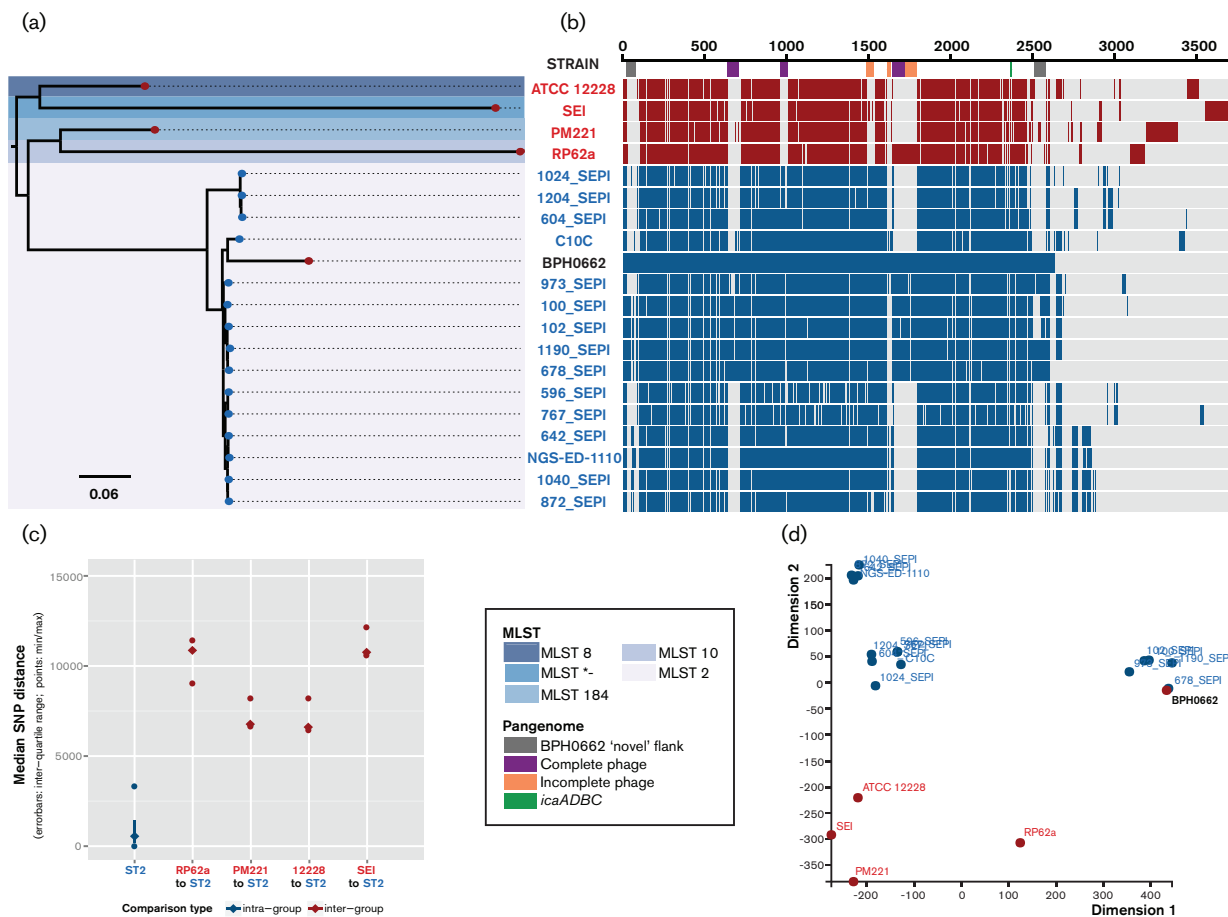 (a)
(b)
STRAIN
0 500 1000 1500 2000 2500 3000 3500
ATCC 12228
SEI
PM221
RP62a
1024_SEPI
1204_SEPI
604_SEPI
C10C
BPH0662
973_SEPI
100_SEPI
102_SEPI
1190_SEPI
678_SEPI
596_SEPI
767_SEPI
642_SEPI
NGS-ED-1110
1040_SEPI
872_SEPI
0.06
(c)
Median SNP distance
(errorbars: inter−quartile range; points: min/max)
15000
10000
5000
0
ST2
RP62a to ST2
PM221 to ST2
12228 to ST2
SEI to ST2
Comparison type intra−group inter−group
MLST
MLST 8
MLST *-
MLST 184
MLST 10
MLST 2
Pangenome
BPH0662 ‘novel’ flank
Complete phage
Incomplete phage
icaADBC
(d)
Dimension 2
200
150
100
50
0
-50
-100
-150
-200
-250
-300
-350
1040_SEPI
NGS-ED-1110
1204_SEPI
596_SEPI
C10C
1024_SEPI
102_SEPI
1190_SEPI
678_SEPI
BPH0662
ATCC 12228
SEI
RP62a
PM221
-200 -100 0 100 200 300 400
Dimension 1